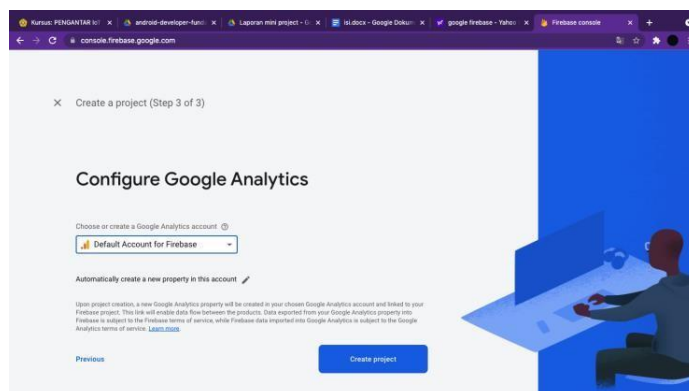 Kursus: PENGANTAR IoT
android-developer-fund
Laporan mini project - G
isi.docx - Google Dokum
google firebase - Yahoo
Firebase console
console.firebase.google.com
Create a project (Step 3 of 3)
Configure Google Analytics
Choose or create a Google Analytics account
Default Account for Firebase
Automatically create a new property in this account
Upon project creation, a new Google Analytics property will be created in your chosen Google Analytics account and linked to your
Firebase project. This link will enable data flow between the products. Data exported from your Google Analytics property into
Firebase is subject to the Firebase terms of service, while Firebase data imported into Google Analytics is subject to the Google
Analytics terms of service. Learn more.
Previous
Create project